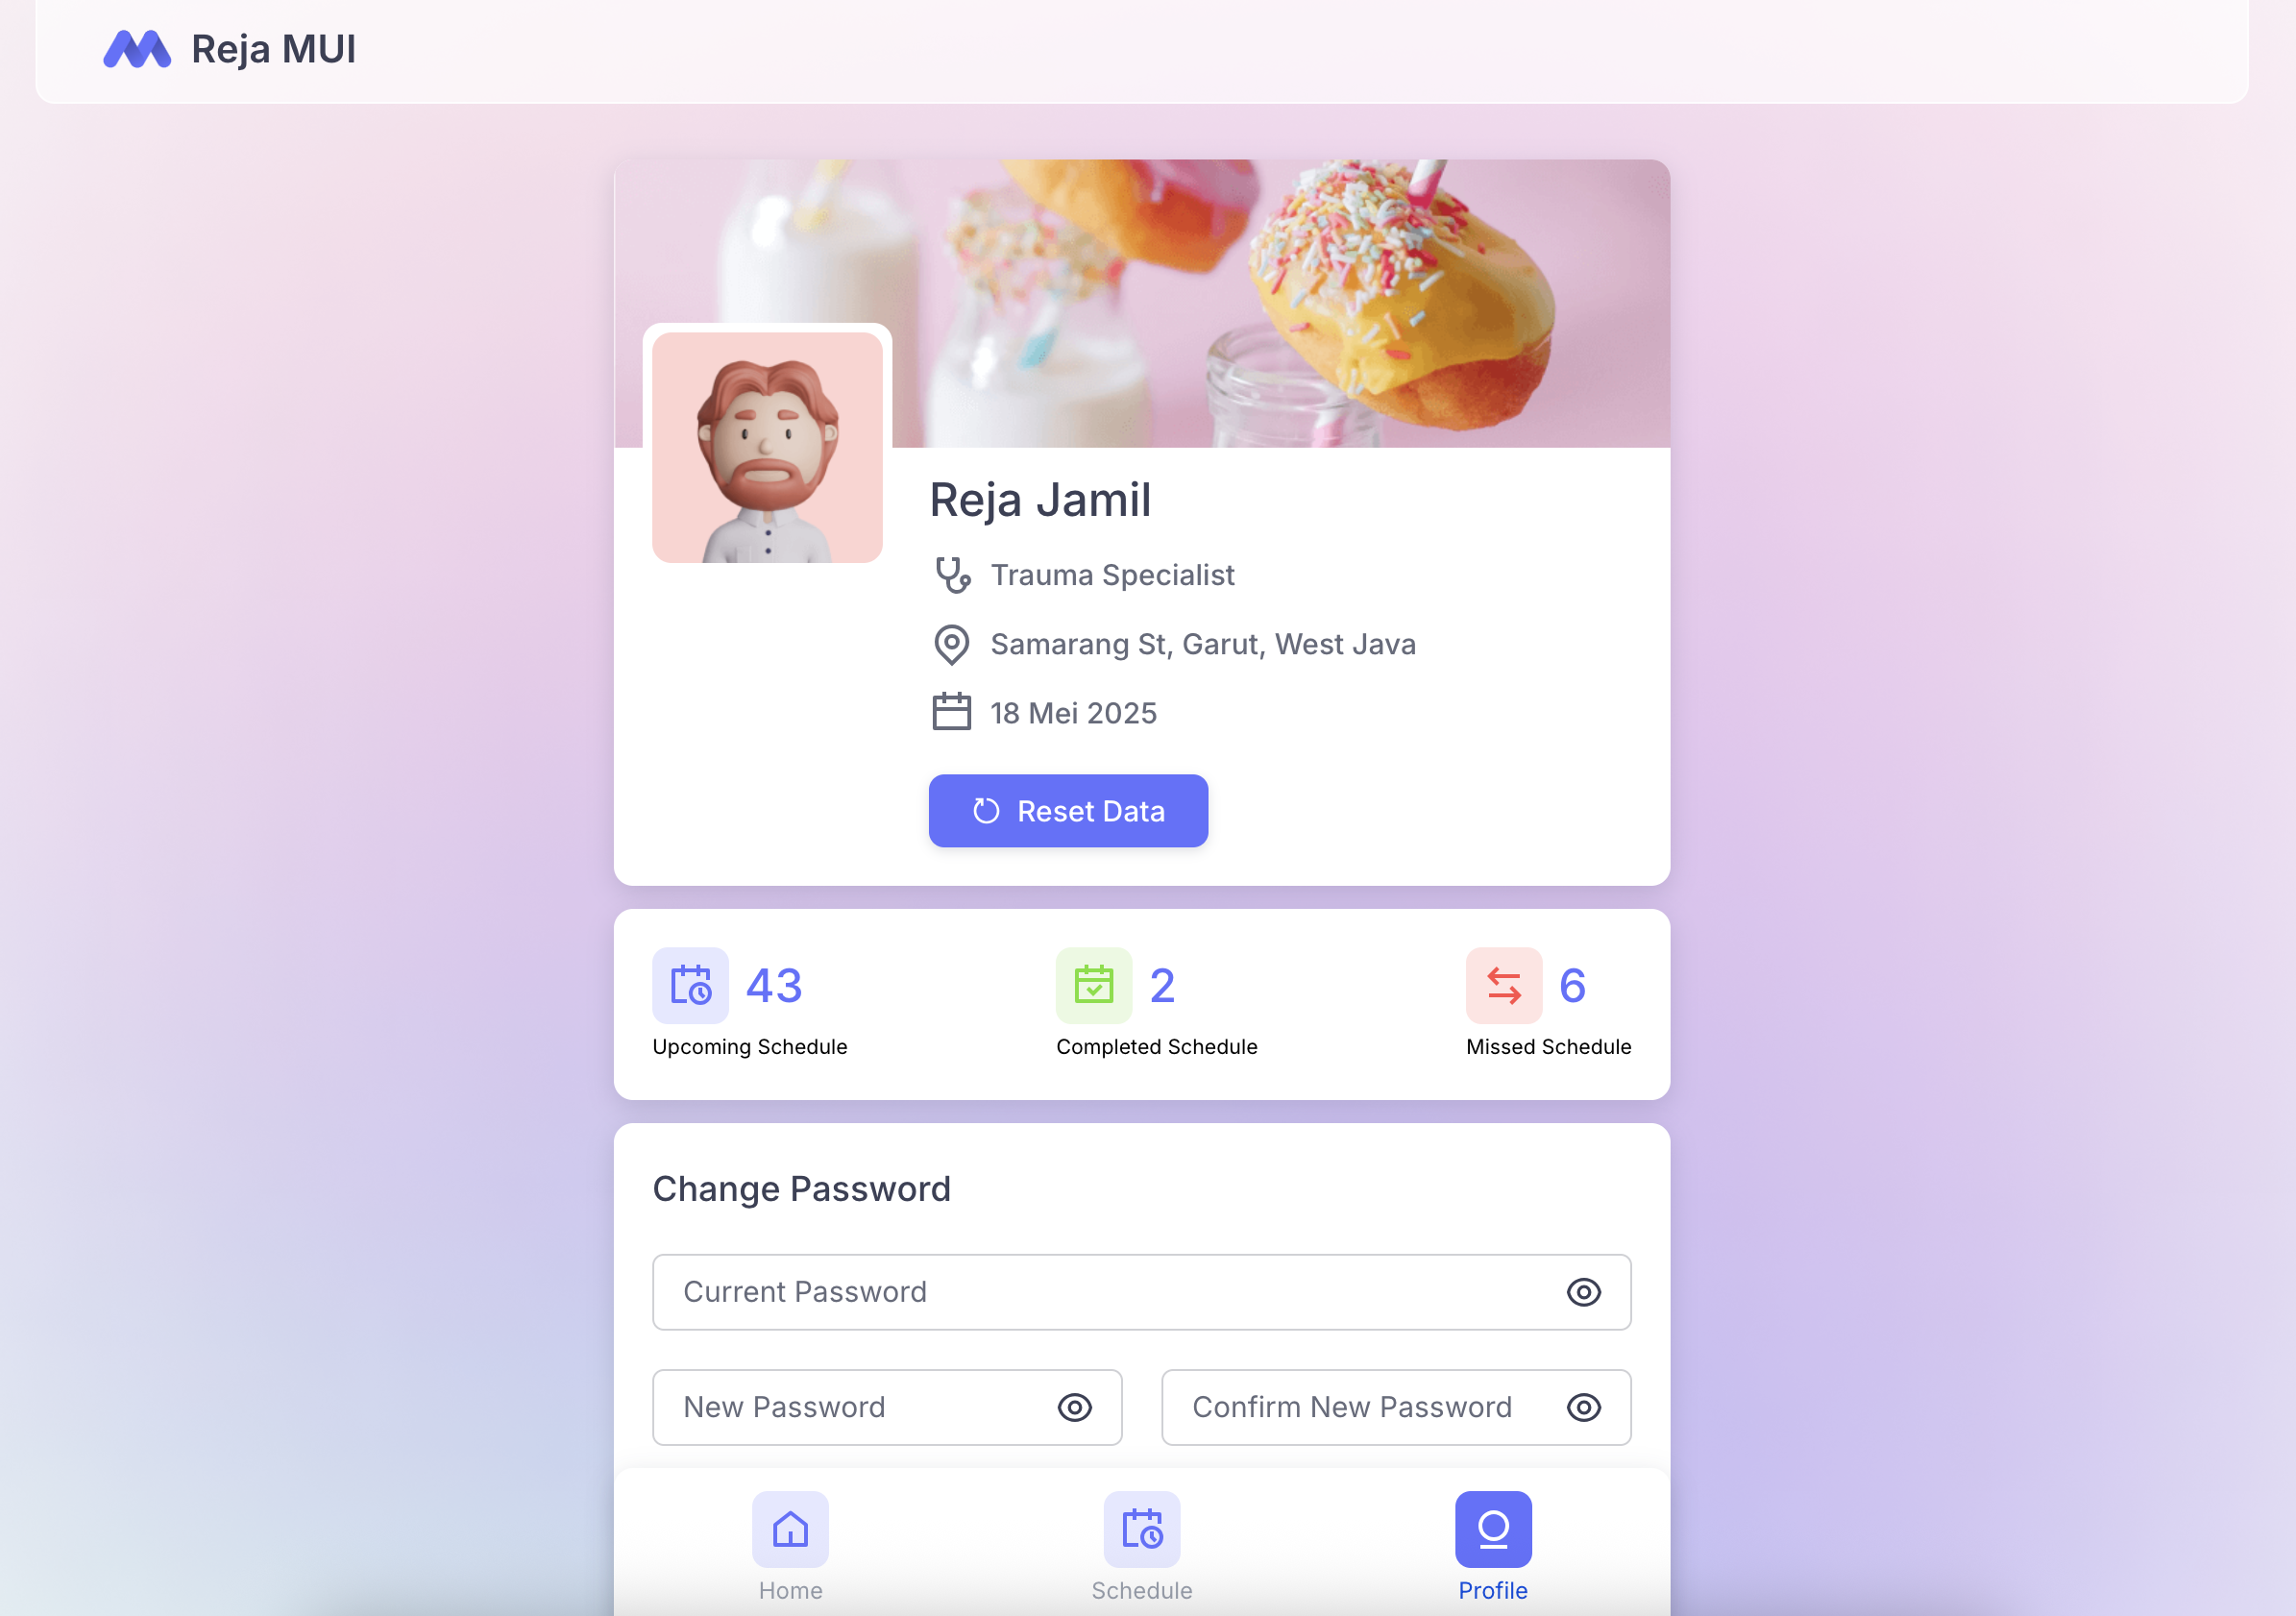 Reja MUI
Reja Jamil
Trauma Specialist
Samarang St, Garut, West Java
18 Mei 2025
Reset Data
43
Upcoming Schedule
2
Completed Schedule
6
Missed Schedule
Change Password
Current Password
New Password
Confirm New Password
Home
Schedule
Profile